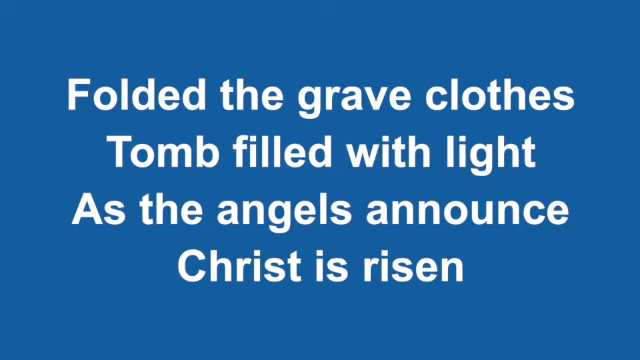 Folded the grave clothes
Tomb filled with light
As the angels announce
Christ is risen